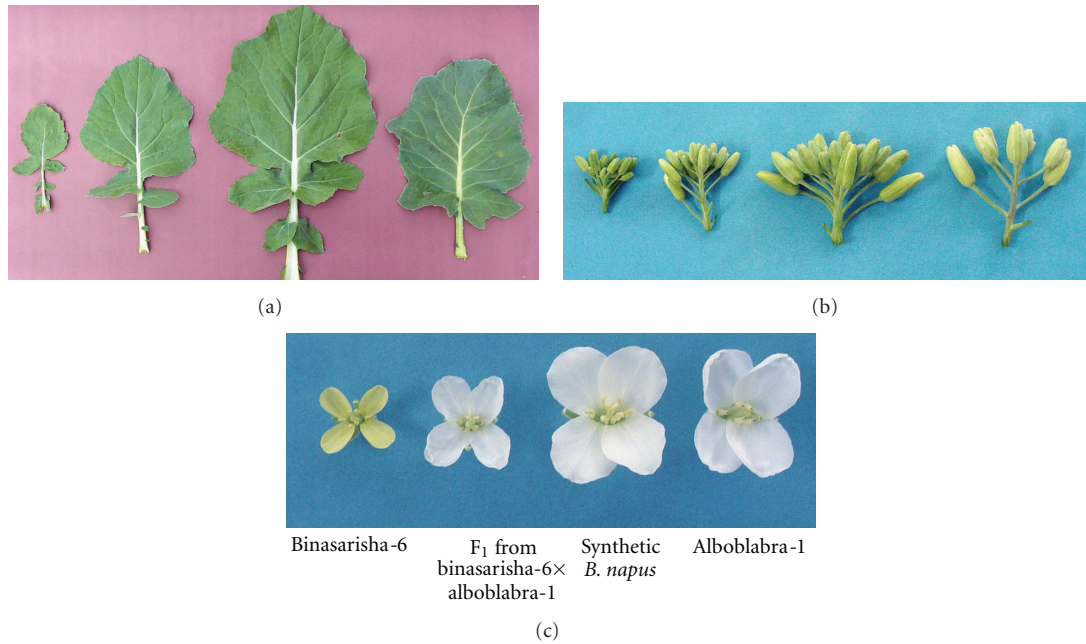 (a)
(b)
Binasarisha-6
F1 from
binasarisha-6×
alboblabra-1
Synthetic
B. napus
Alboblabra-1
(c)